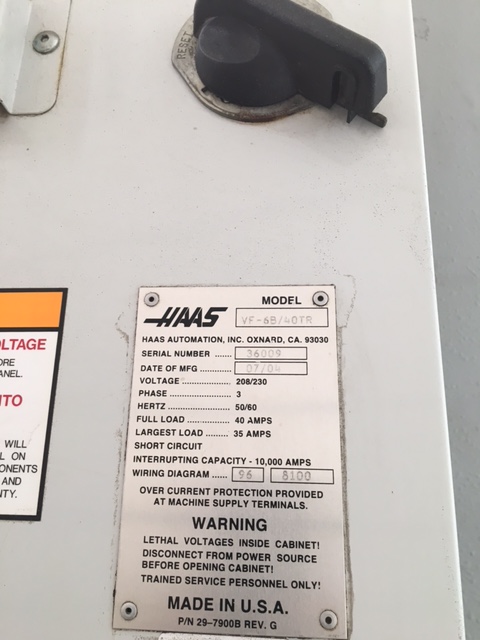 RESET
OLTAGE
ORE
ANEL.
NTO
WILL
L ON
ONENTS
AND
ITY.
HAAS MODEL VF-6B/40TR
HAAS AUTOMATION, INC. OXNARD, CA. 93030
SERIAL NUMBER ...... 36009
DATE OF MFG ........... 07/04
VOLTAGE .................. 208/230
PHASE ...................... 3
HERTZ ...................... 50/60
FULL LOAD .............. 40 AMPS
LARGEST LOAD ........ 35 AMPS
SHORT CIRCUIT
INTERRUPTING CAPACITY - 10,000 AMPS
WIRING DIAGRAM ...... 96 8100
OVER CURRENT PROTECTION PROVIDED
AT MACHINE SUPPLY TERMINALS.
WARNING
LETHAL VOLTAGES INSIDE CABINET!
DISCONNECT FROM POWER SOURCE
BEFORE OPENING CABINET!
TRAINED SERVICE PERSONNEL ONLY!
MADE IN U.S.A.
P/N 29-7900B REV. G